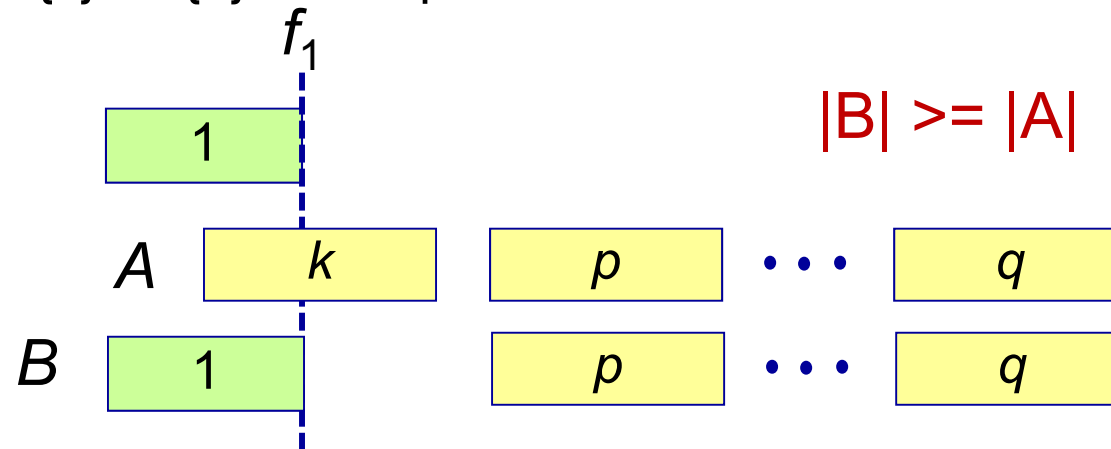 f1
1
|B| >= |A|
A k p • • • q
B 1 p • • • q